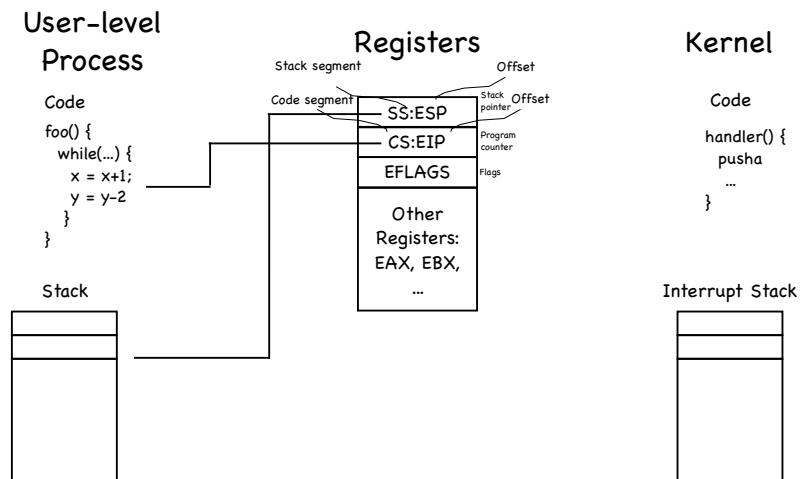 User-level
Process
Registers
Kernel
Stack segment
Offset
Code segment
Stack
pointer
Offset
Code
foo() {
while(...) {
x = x+1;
y = y-2
}
}
SS:ESP
CS:EIP
Program
counter
EFLAGS
Flags
Other
Registers:
EAX, EBX,
...
Code
handler() {
pusha
...
}
Stack
Interrupt Stack